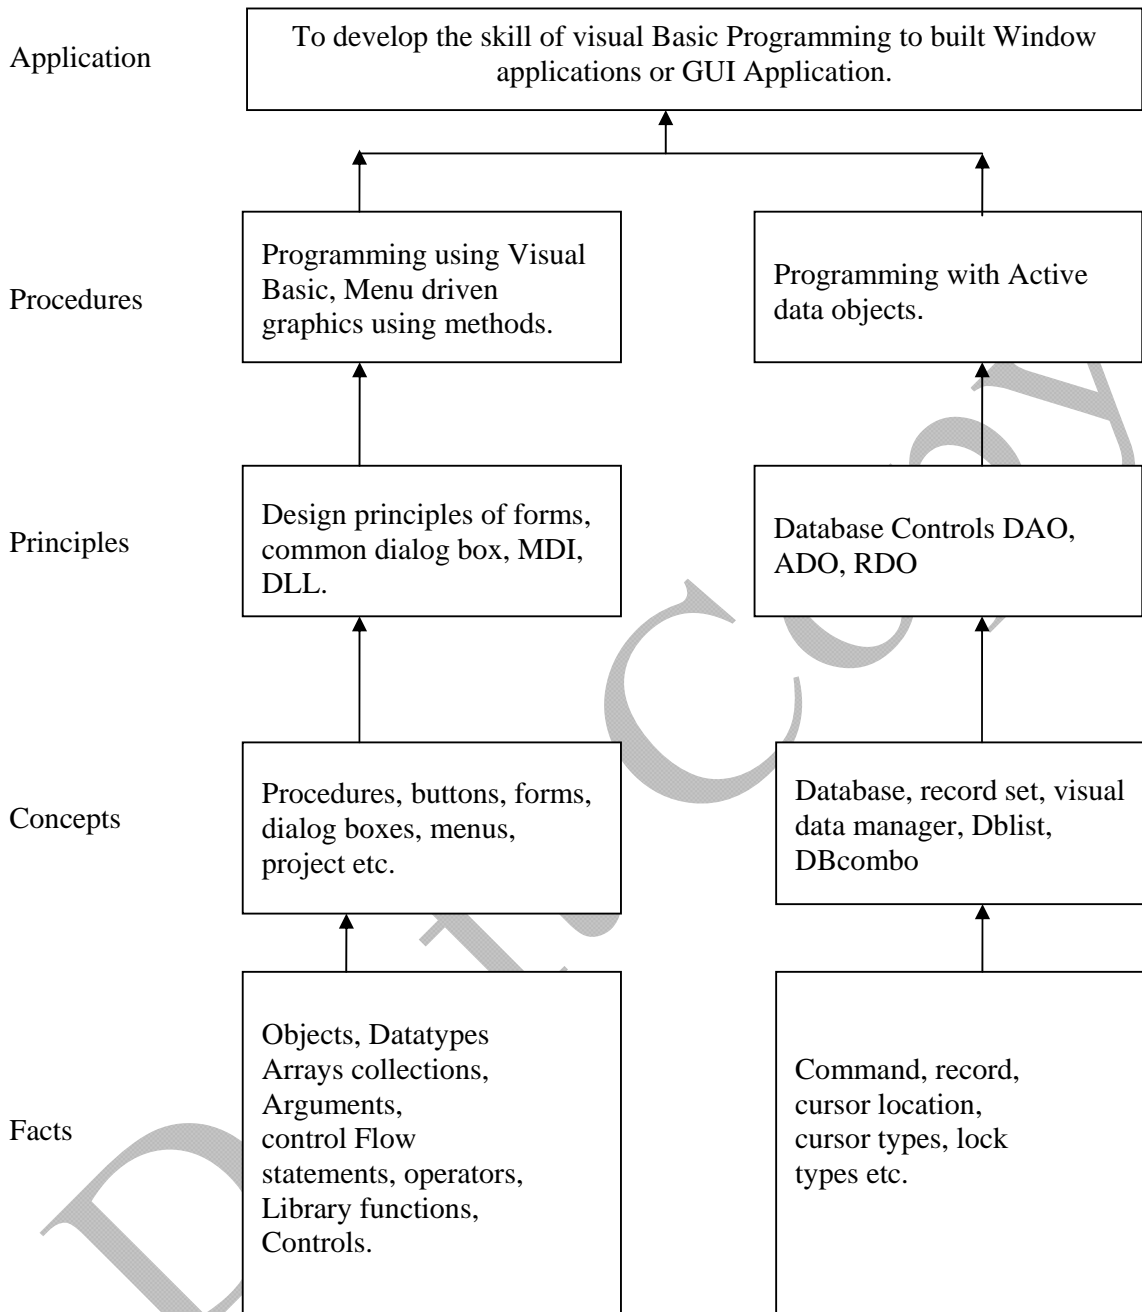 Application
To develop the skill of visual Basic Programming to built Window
applications or GUI Application.
Procedures
Programming using Visual
Basic, Menu driven
graphics using methods.
Programming with Active
data objects.
Principles
Design principles of forms,
common dialog box, MDI,
DLL.
Database Controls DAO,
ADO, RDO
Concepts
Procedures, buttons, forms,
dialog boxes, menus,
project etc.
Database, record set, visual
data manager, Dblist,
DBcombo
Facts
Objects, Datatypes
Arrays collections,
Arguments,
control Flow
statements, operators,
Library functions,
Controls.
Command, record,
cursor location,
cursor types, lock
types etc.